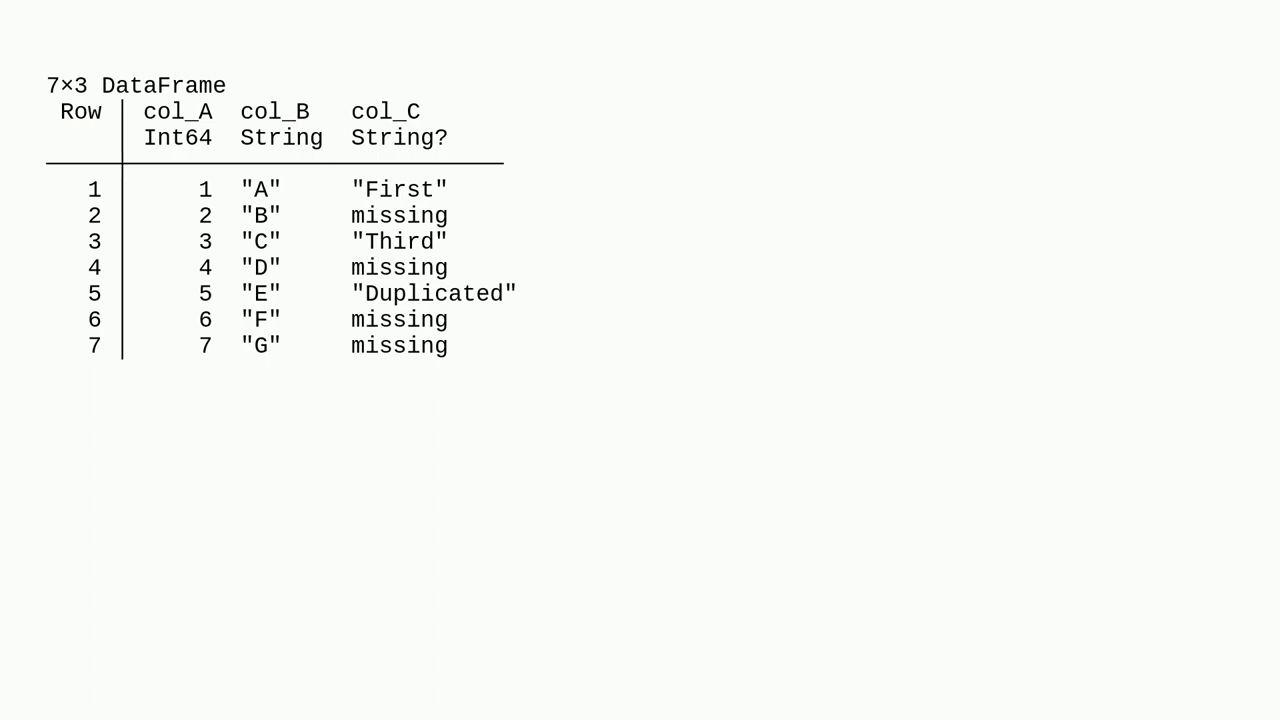 7×3 DataFrame
Row │ col_A col_B col_C
Int64 String String?
1 │ 1 "A" "First"
2 │ 2 "B" missing
3 │ 3 "C" "Third"
4 │ 4 "D" missing
5 │ 5 "E" "Duplicated"
6 │ 6 "F" missing
7 │ 7 "G" missing